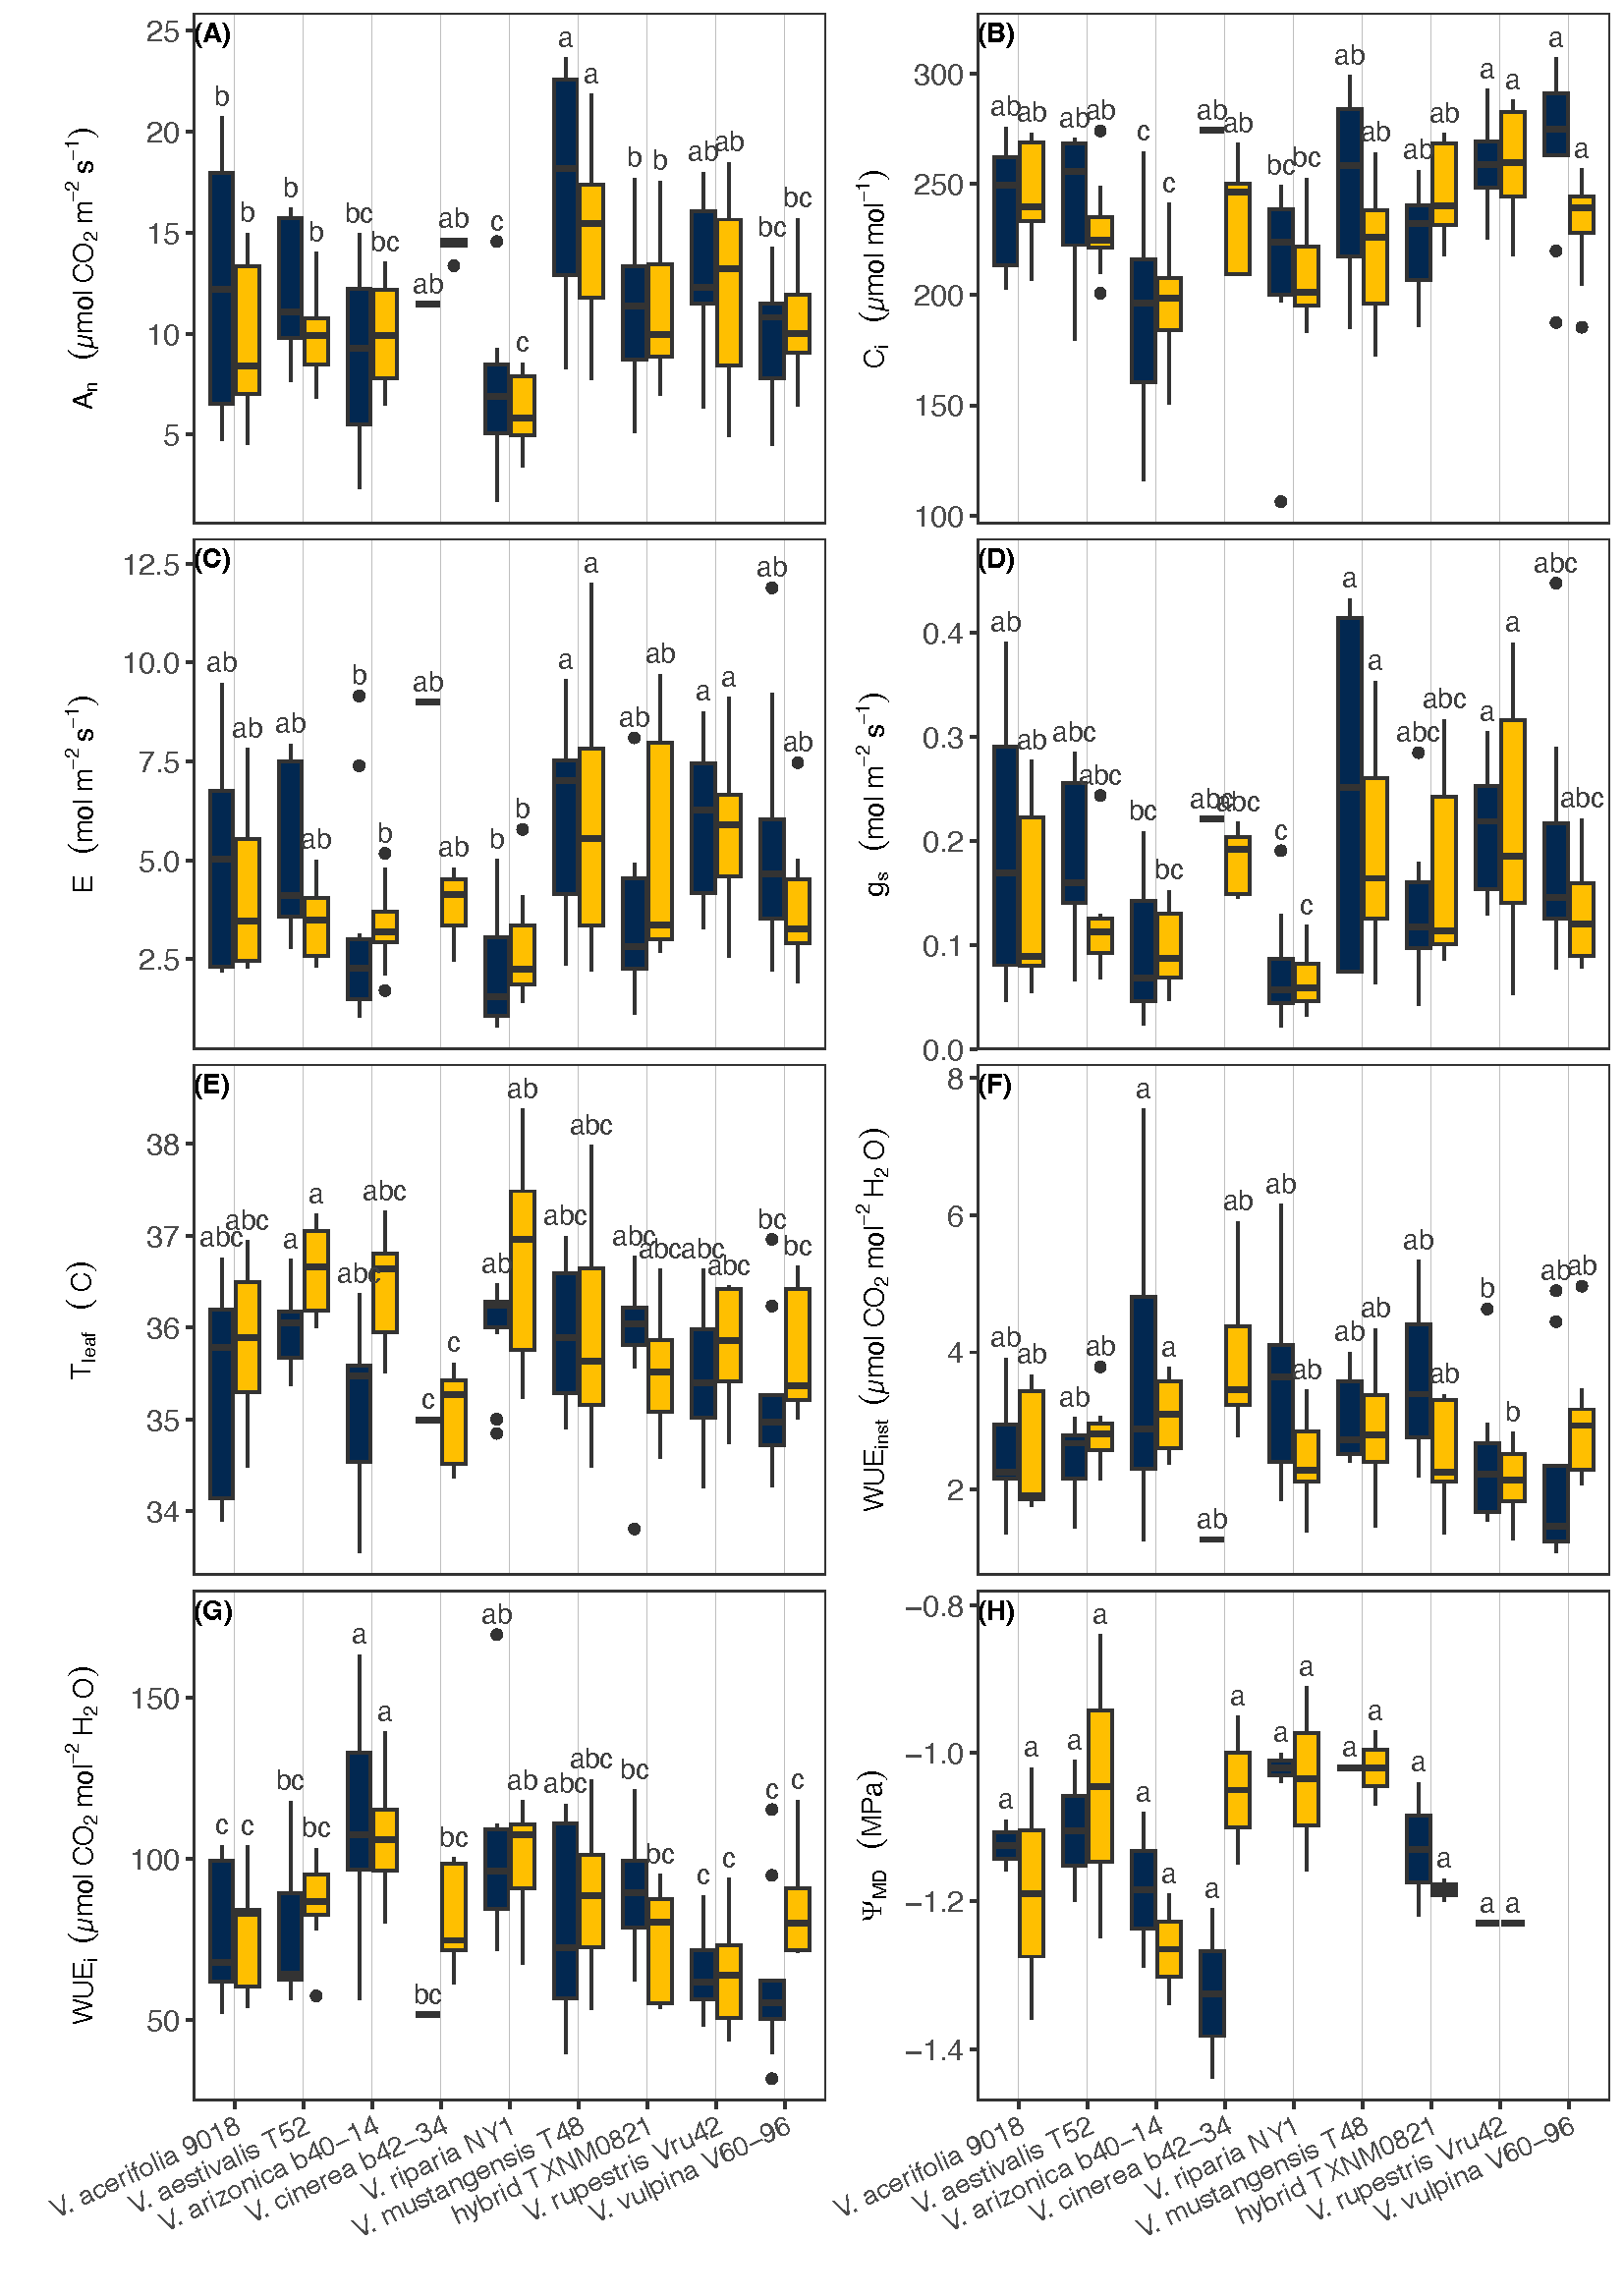 (A)
25
20
15
10
5
Aₙ (μmol CO₂ m⁻² s⁻¹)
b b b b bc bc ab ab c c a a b b ab ab bc bc
(B)
300
250
200
150
100
Cᵢ (μmol mol⁻¹)
ab ab ab ab c c ab ab bc bc ab ab ab ab a a a a
(C)
12.5
10.0
7.5
5.0
2.5
E (mol m⁻² s⁻¹)
ab ab ab ab b b ab ab b b a a ab ab a a ab ab
(D)
0.4
0.3
0.2
0.1
0.0
gₛ (mol m⁻² s⁻¹)
ab ab abc abc bc bc abc abc c c a a abc abc a a abc abc
(E)
38
37
36
35
34
Tleaf ( C)
abc abc a a abc abc c c ab ab abc abc abc abc abc abc bc bc
(F)
8
6
4
2
WUEinst (μmol CO₂ mol⁻² H₂ O)
ab ab ab ab a a ab ab ab ab ab ab ab ab b b ab ab
(G)
150
100
50
WUEᵢ (μmol CO₂ mol⁻² H₂ O)
c c bc bc a a bc bc ab ab abc abc bc bc c c c c
(H)
−0.8
−1.0
−1.2
−1.4
ΨMD (MPa)
a a a a a a a a a a a a a a a a
V. acerifolia 9018
V. aestivalis T52
V. arizonica b40−14
V. cinerea b42−34
V. riparia NY1
V. mustangensis T48
hybrid TXNM0821
V. rupestris Vru42
V. vulpina V60−96
V. acerifolia 9018
V. aestivalis T52
V. arizonica b40−14
V. cinerea b42−34
V. riparia NY1
V. mustangensis T48
hybrid TXNM0821
V. rupestris Vru42
V. vulpina V60−96